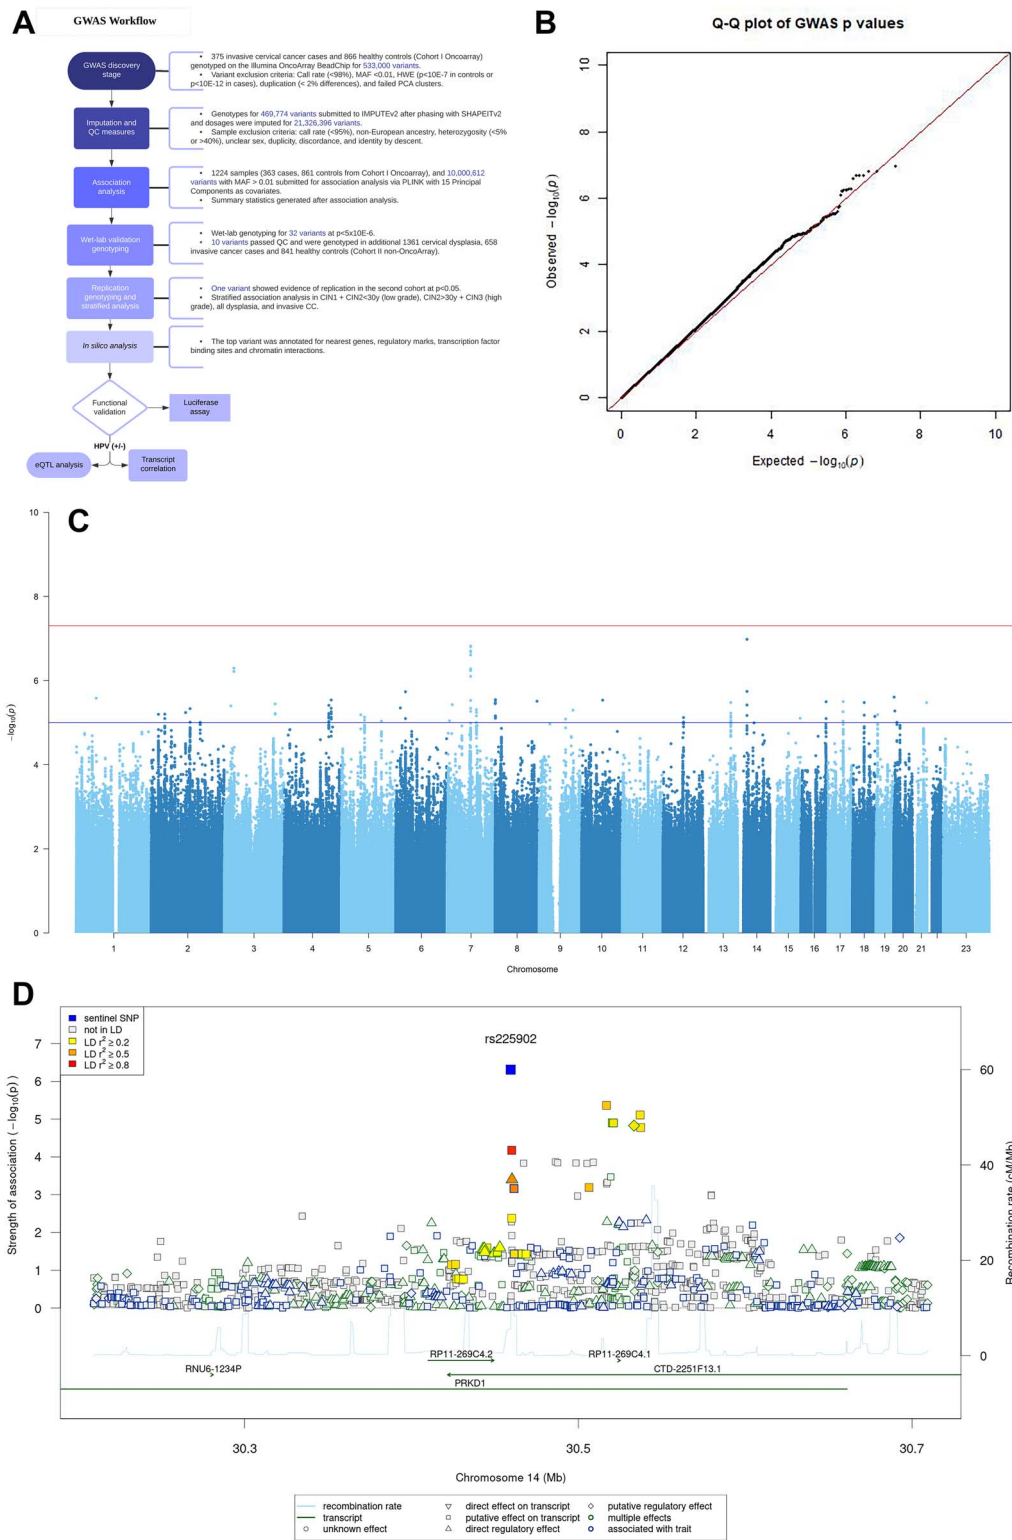 A
GWAS Workflow
GWAS discovery
stage
• 375 invasive cervical cancer cases and 866 healthy controls (Cohort I Oncoarray)
genotyped on the Illumina OncoArray BeadChip for 533,000 variants.
• Variant exclusion criteria: Call rate (<98%), MAF <0.01, HWE (p<10E-7 in controls or
p<10E-12 in cases), duplication (< 2% differences), and failed PCA clusters.
Imputation and
QC measures
• Genotypes for 469,774 variants submitted to IMPUTEv2 after phasing with SHAPEITv2
and dosages were imputed for 21,326,396 variants.
• Sample exclusion criteria: call rate (<95%), non-European ancestry, heterozygosity (<5%
or >40%), unclear sex, duplicity, discordance, and identity by descent.
Association
analysis
• 1224 samples (363 cases, 861 controls from Cohort I Oncoarray), and 10,000,612
variants with MAF > 0.01 submitted for association analysis via PLINK with 15 Principal
Components as covariates.
• Summary statistics generated after association analysis.
Wet-lab validation
genotyping
• Wet-lab genotyping for 32 variants at p<5x10E-6.
• 10 variants passed QC and were genotyped in additional 1361 cervical dysplasia, 658
invasive cancer cases and 841 healthy controls (Cohort II non-OncoArray).
Replication
genotyping and
stratified analysis
• One variant showed evidence of replication in the second cohort at p<0.05.
• Stratified association analysis in CIN1 + CIN2<30y (low grade), CIN2>30y + CIN3 (high
grade), all dysplasia, and invasive CC.
In silico analysis
• The top variant was annotated for nearest genes, regulatory marks, transcription factor
binding sites and chromatin interactions.
Functional
validation
Luciferase
assay
HPV (+/-)
eQTL analysis
Transcript
correlation
B
Q-Q plot of GWAS p values
10
8
6
4
2
0
Observed −log10(p)
0 2 4 6 8 10
Expected −log10(p)
C
10
8
6
4
2
0
−log10(p)
1 2 3 4 5 6 7 8 9 10 11 12 13 14 15 16 17 18 19 20 21 23
Chromosome
D
sentinel SNP
not in LD
LD r² ≥ 0.2
LD r² ≥ 0.5
LD r² ≥ 0.8
rs225902
7
6
5
4
3
2
1
0
Strength of association (−log10(p))
60
40
20
0
Recombination rate (cM/Mb)
RP11-269C4.2
RP11-269C4.1
RNU6-1234P
CTD-2251F13.1
PRKD1
30.3 30.5 30.7
Chromosome 14 (Mb)
recombination rate
transcript
unknown effect
direct effect on transcript
putative effect on transcript
direct regulatory effect
putative regulatory effect
multiple effects
associated with trait